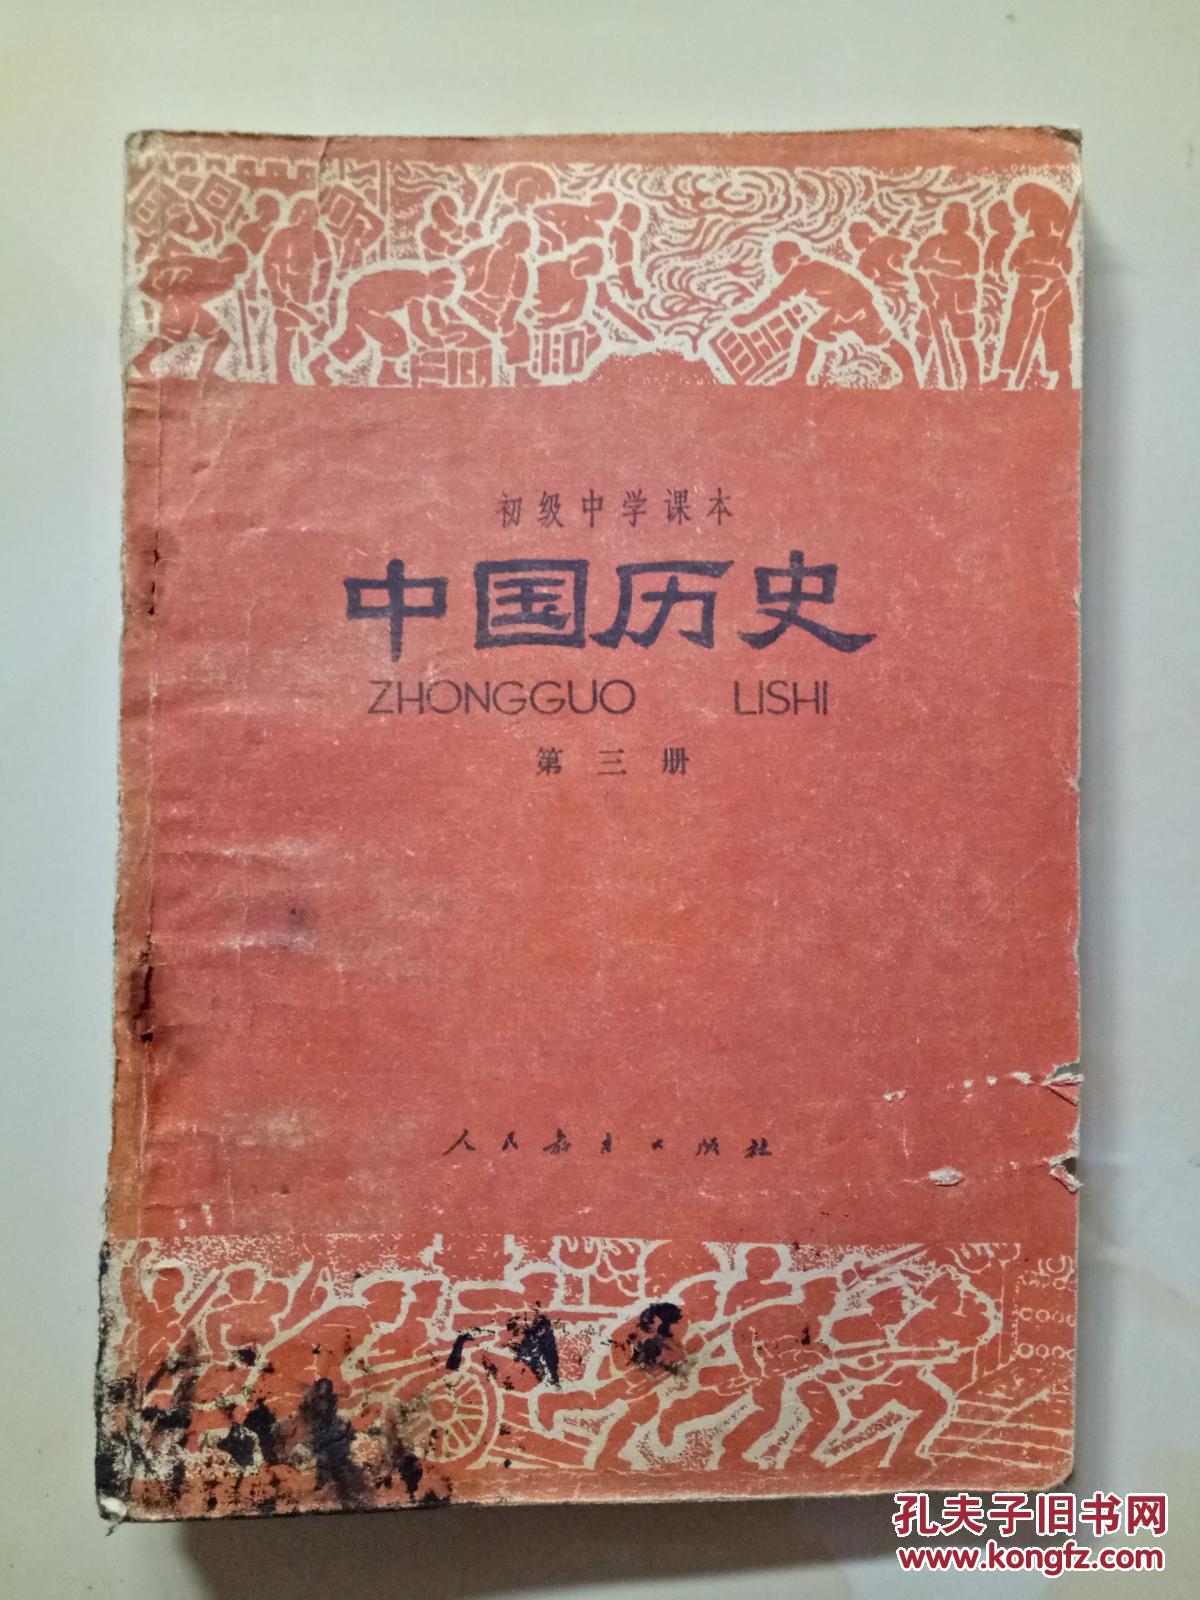 初级中学课本
中国历史
ZHONGGUO LISHI
第三册
人民教育出版社
孔夫子旧书网
www.kongfz.com